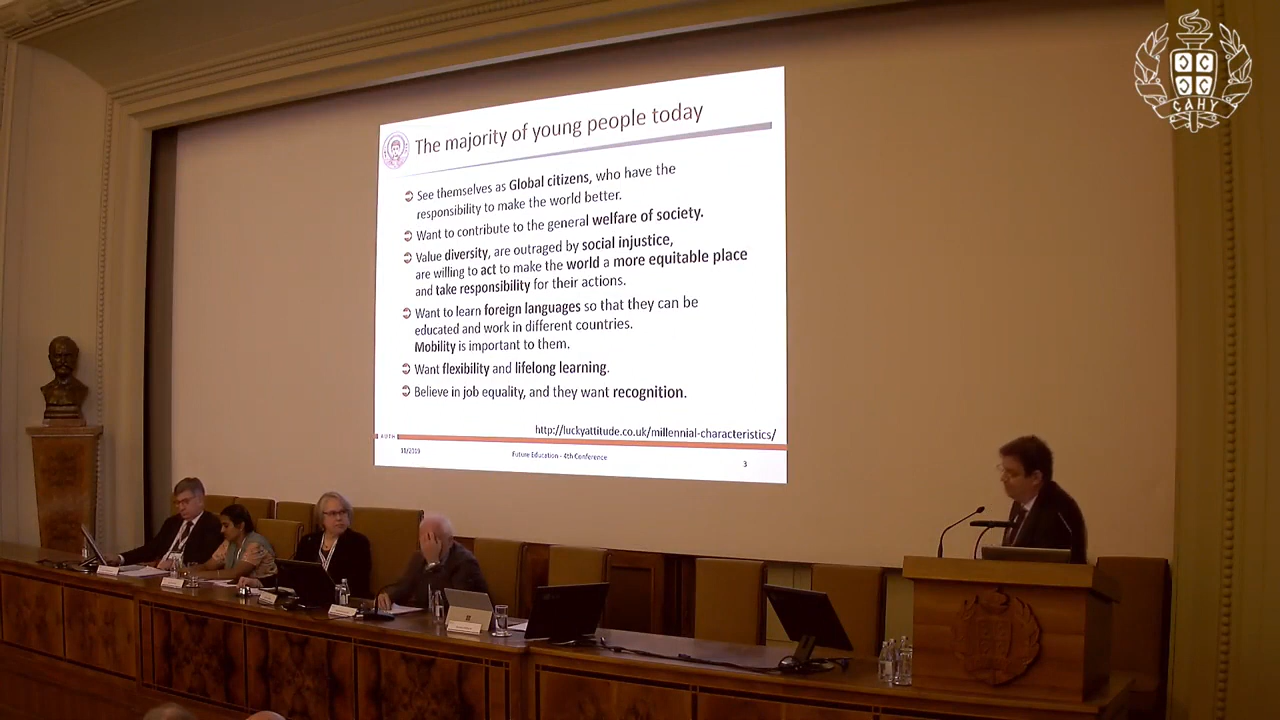 САНУ
The majority of young people today
See themselves as Global citizens, who have the
responsibility to make the world better.
Want to contribute to the general welfare of society.
Value diversity, are outraged by social injustice,
are willing to act to make the world a more equitable place
and take responsibility for their actions.
Want to learn foreign languages so that they can be
educated and work in different countries.
Mobility is important to them.
Want flexibility and lifelong learning.
Believe in job equality, and they want recognition.
http://luckyattitude.co.uk/millennial-characteristics/
AUTH
11/2019
Future Education - 4th Conference
3